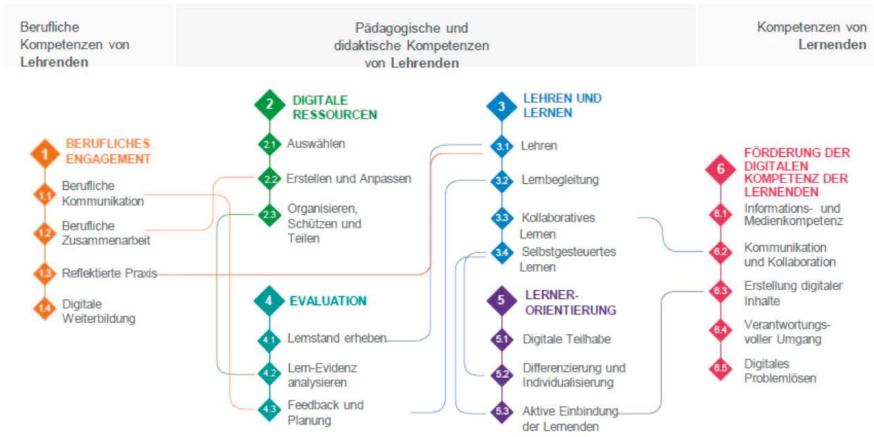 Berufliche
Kompetenzen von
Lehrenden
Pädagogische und
didaktische Kompetenzen
von Lehrenden
Kompetenzen von
Lernenden
1
BERUFLICHES
ENGAGEMENT
1.1
Berufliche
Kommunikation
1.2
Berufliche
Zusammenarbeit
1.3
Reflektierte Praxis
1.4
Digitale
Weiterbildung
2
DIGITALE
RESSOURCEN
2.1
Auswählen
2.2
Erstellen und Anpassen
2.3
Organisieren,
Schützen und
Teilen
4
EVALUATION
4.1
Lernstand erheben
4.2
Lern-Evidenz
analysieren
4.3
Feedback und
Planung
3
LEHREN UND
LERNEN
3.1
Lehren
3.2
Lernbegleitung
3.3
Kollaboratives
Lernen
3.4
Selbstgesteuertes
Lernen
5
LERNER-
ORIENTIERUNG
5.1
Digitale Teilhabe
5.2
Differenzierung und
Individualisierung
5.3
Aktive Einbindung
der Lernenden
6
FÖRDERUNG DER
DIGITALEN
KOMPETENZ DER
LERNENDEN
6.1
Informations- und
Medienkompetenz
6.2
Kommunikation
und Kollaboration
6.3
Erstellung digitaler
Inhalte
6.4
Verantwortungs-
voller Umgang
6.5
Digitales
Problemlösen